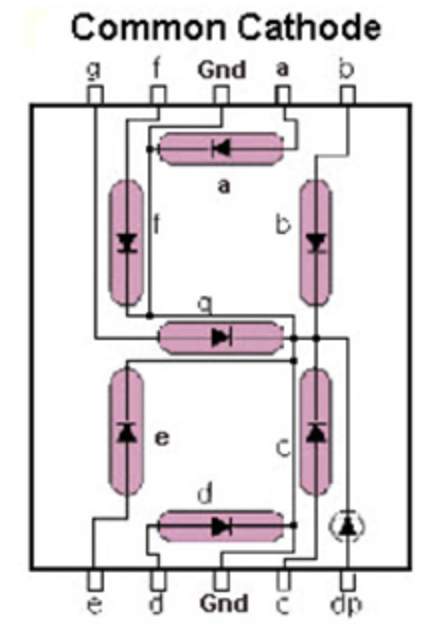 Common Cathode
g f Gnd a b
a
f b
g
e c
d
e d Gnd c dp